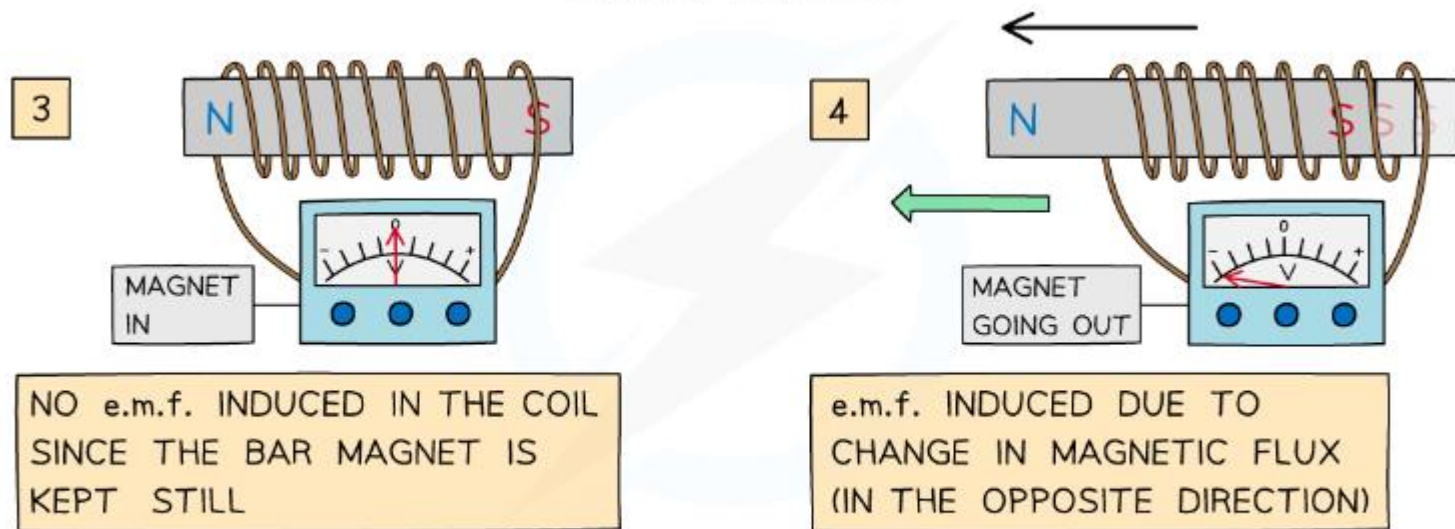 3
N
S
-
0
+
V
MAGNET
IN
NO e.m.f. INDUCED IN THE COIL
SINCE THE BAR MAGNET IS
KEPT STILL
4
N
S S S
-
0
+
V
MAGNET
GOING OUT
e.m.f. INDUCED DUE TO
CHANGE IN MAGNETIC FLUX
(IN THE OPPOSITE DIRECTION)